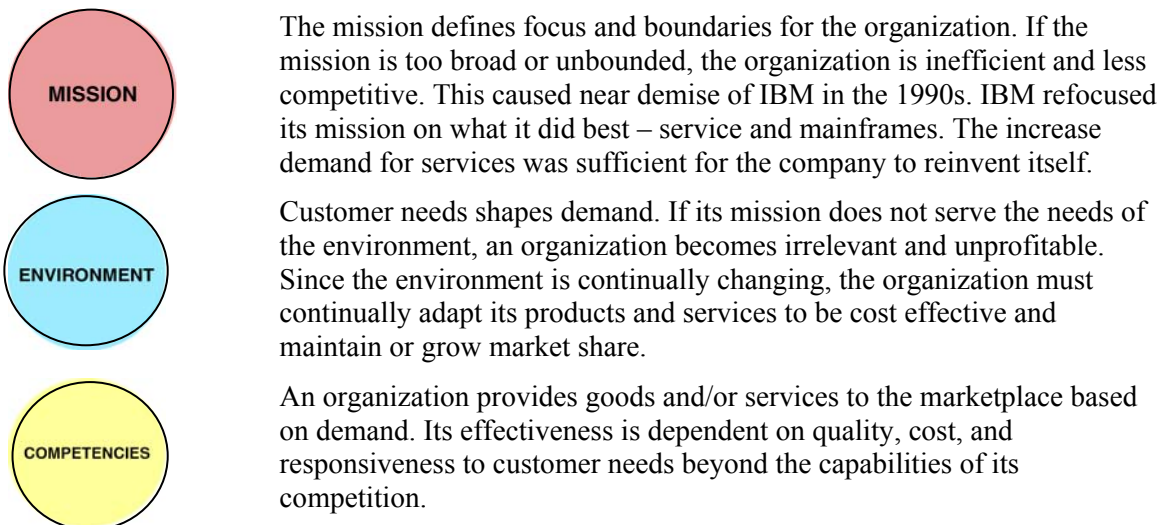 MISSION
The mission defines focus and boundaries for the organization. If the
mission is too broad or unbounded, the organization is inefficient and less
competitive. This caused near demise of IBM in the 1990s. IBM refocused
its mission on what it did best – service and mainframes. The increase
demand for services was sufficient for the company to reinvent itself.
ENVIRONMENT
Customer needs shapes demand. If its mission does not serve the needs of
the environment, an organization becomes irrelevant and unprofitable.
Since the environment is continually changing, the organization must
continually adapt its products and services to be cost effective and
maintain or grow market share.
COMPETENCIES
An organization provides goods and/or services to the marketplace based
on demand. Its effectiveness is dependent on quality, cost, and
responsiveness to customer needs beyond the capabilities of its
competition.